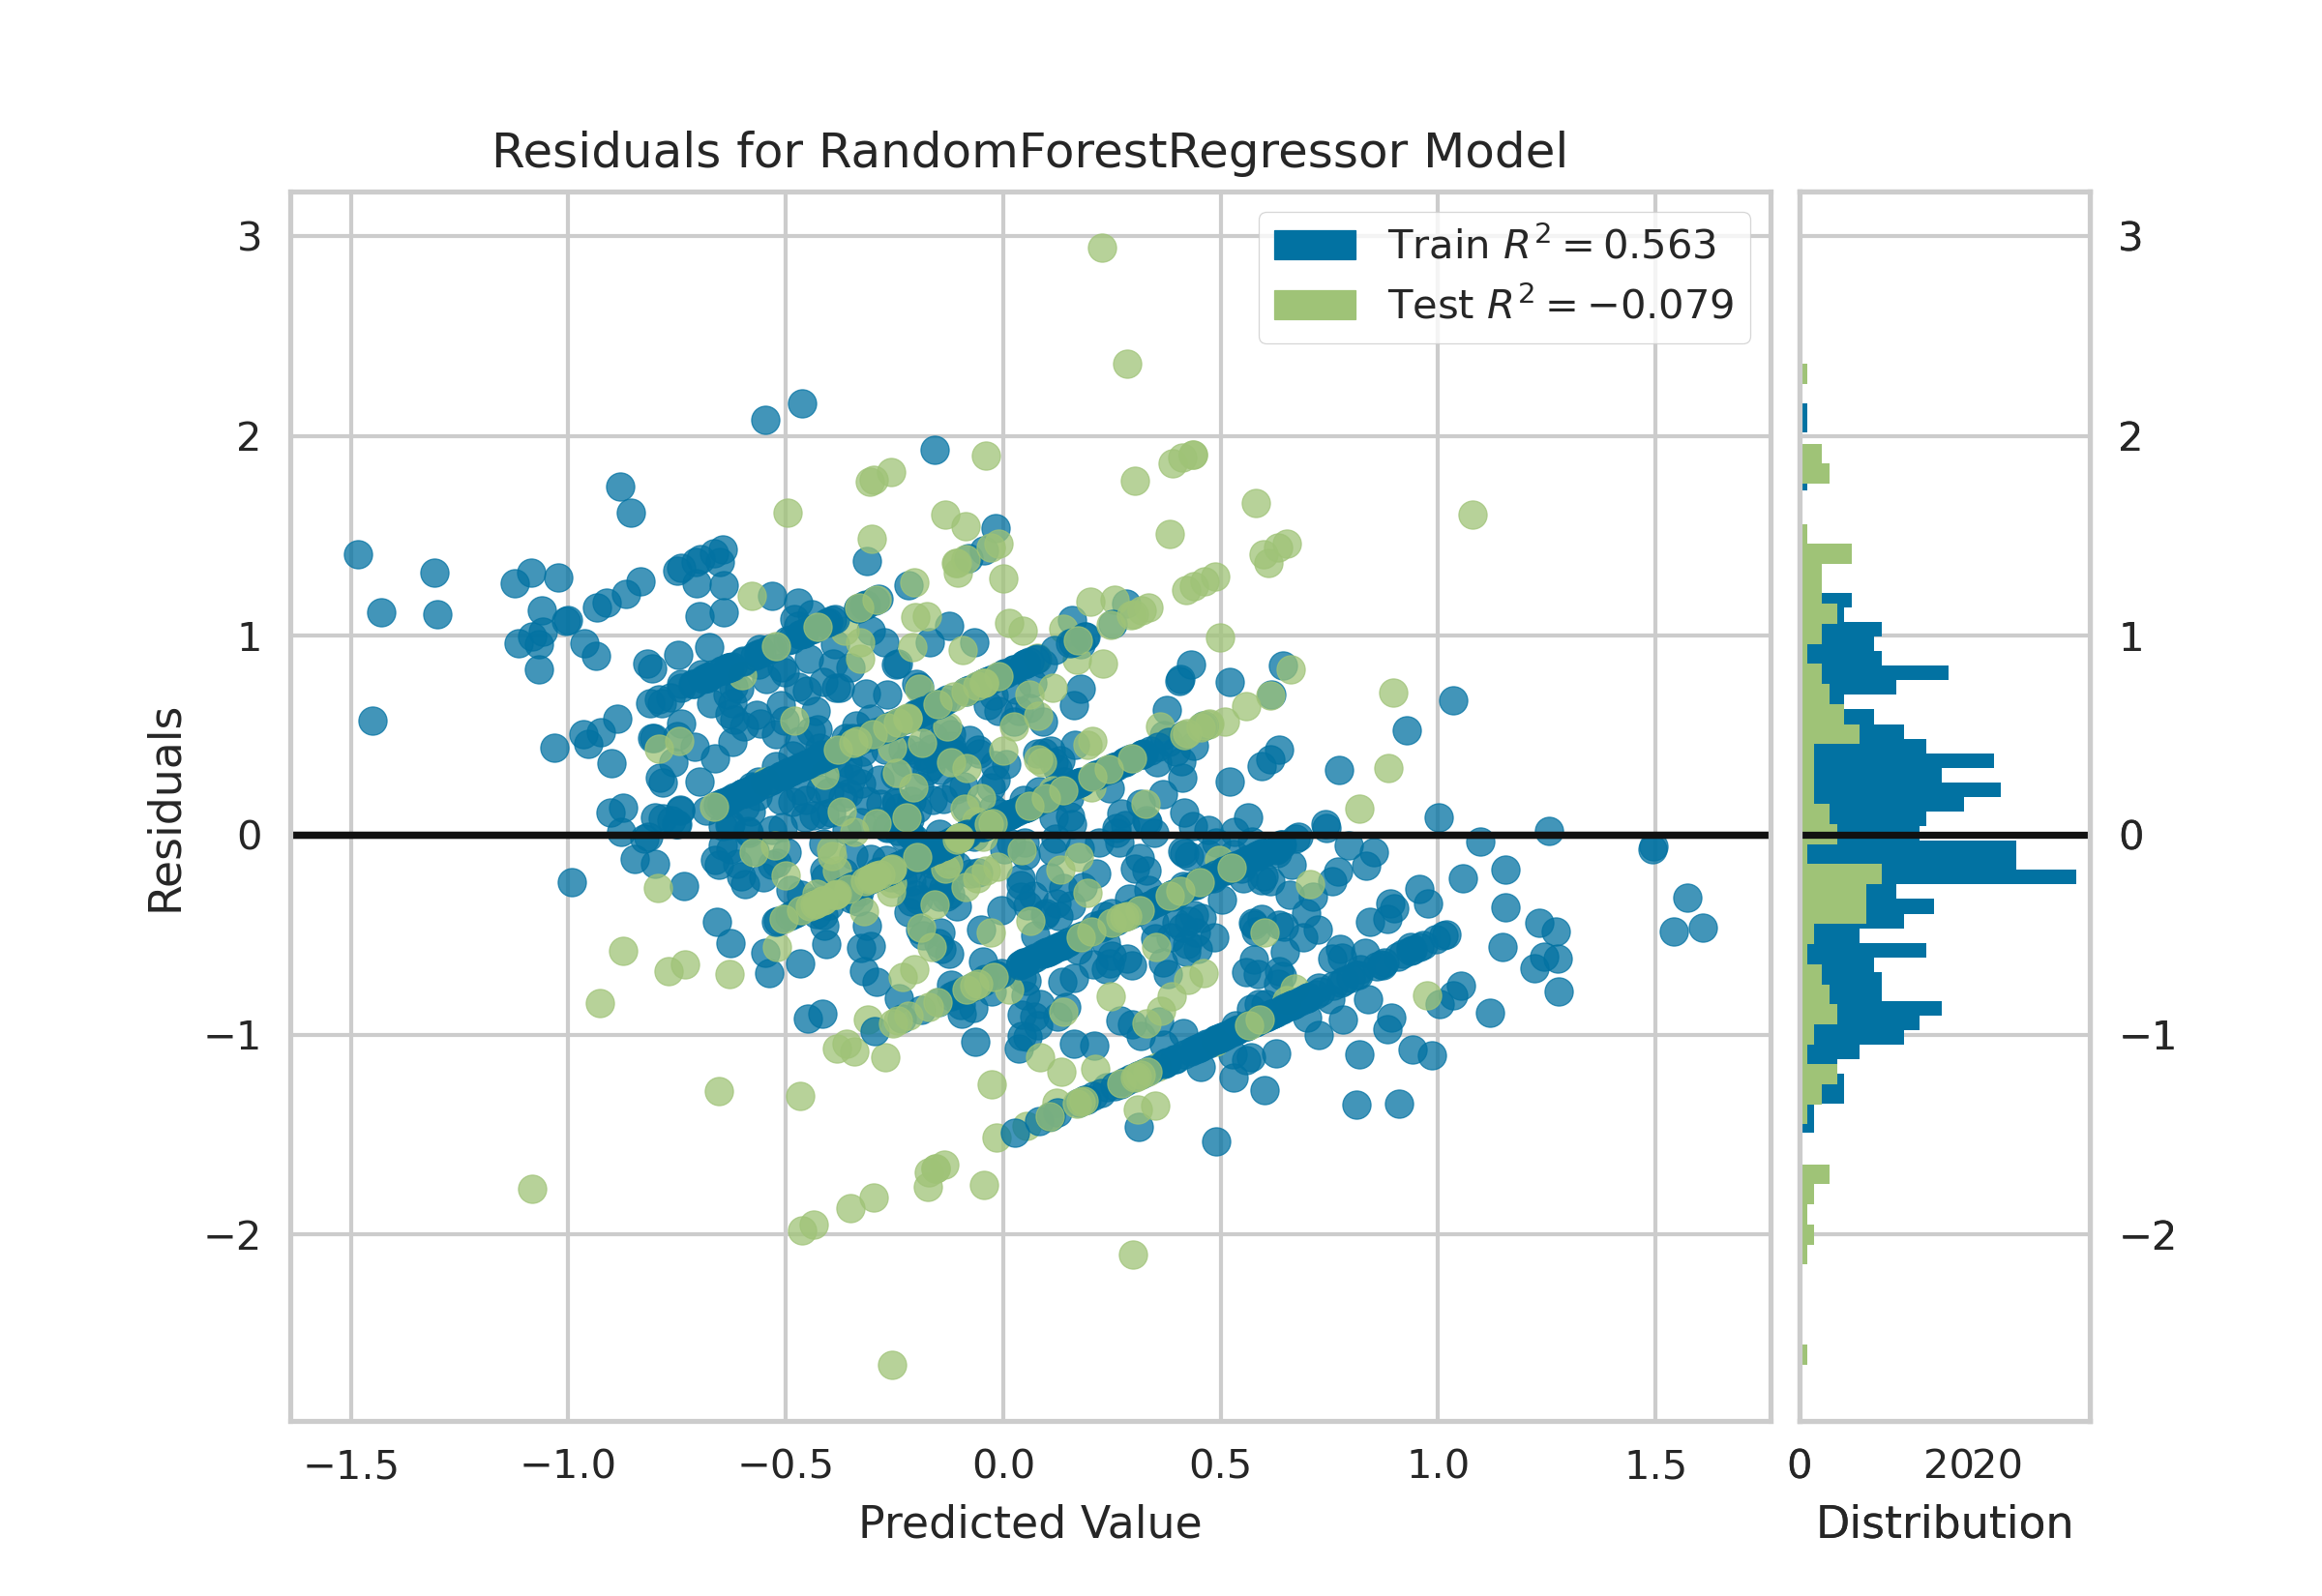 Residuals for RandomForestRegressor Model
Train R² = 0.563
Test R² = −0.079
3
2
1
0
−1
−2
Residuals
3
2
1
0
−1
−2
−1.5 −1.0 −0.5 0.0 0.5 1.0 1.5
0 20 20
Predicted Value
Distribution